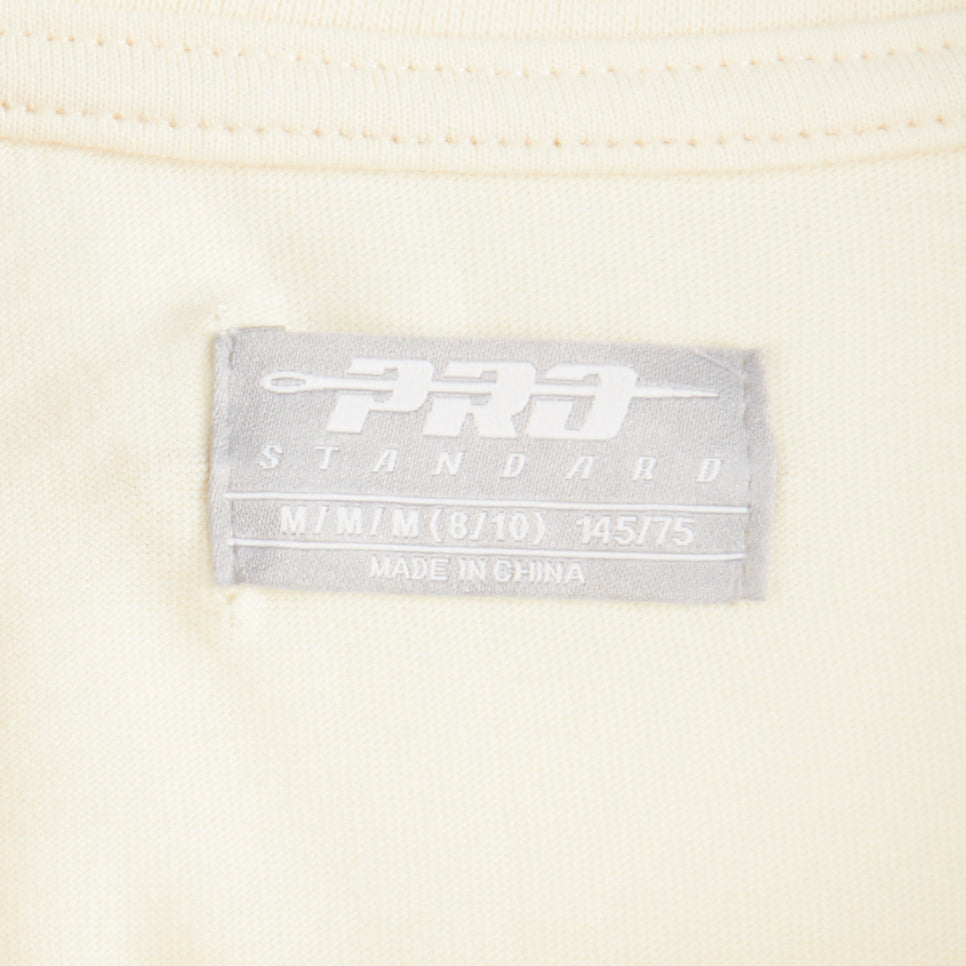 PRO
STANDARD
M/M/M(8/10) 145/75
MADE IN CHINA